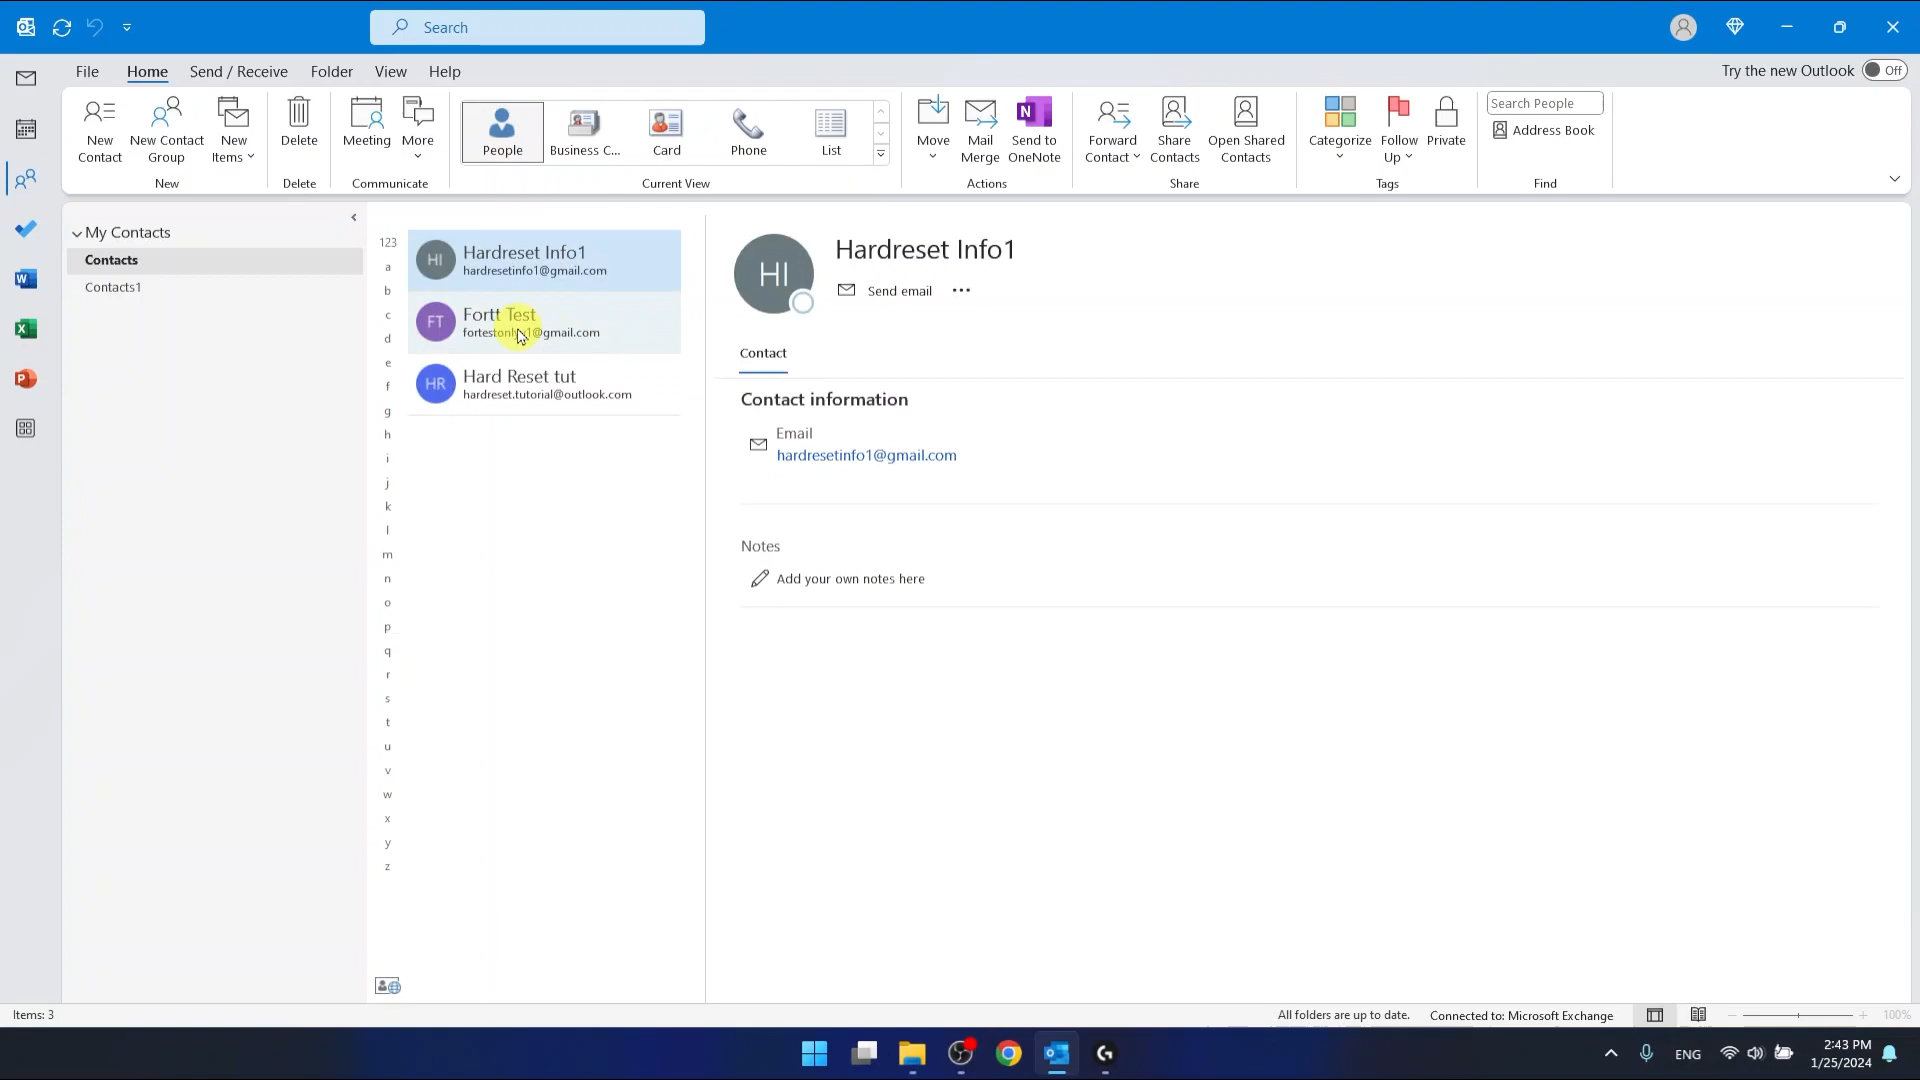 Search
File
Home
Send / Receive
Folder
View
Help
Try the new Outlook
Off
New Contact
New Contact Group
New Items
New
Delete
Delete
Meeting
More
Communicate
People
Business C...
Card
Phone
List
Current View
Move
Mail Merge
Send to OneNote
Actions
Forward Contact
Share Contacts
Open Shared Contacts
Share
Categorize
Follow Up
Private
Tags
Search People
Address Book
Find
My Contacts
Contacts
Contacts1
123
a
b
c
d
e
f
g
h
i
j
k
l
m
n
o
p
q
r
s
t
u
v
w
x
y
z
HI
Hardreset Info1
hardresetinfo1@gmail.com
FT
Fortt Test
HR
Hard Reset tut
hardreset.tutorial@outlook.com
HI
Hardreset Info1
Send email
Contact
Contact information
Email
hardresetinfo1@gmail.com
Notes
Add your own notes here
Items: 3
All folders are up to date.
Connected to: Microsoft Exchange
100%
ENG
2:43 PM
1/25/2024